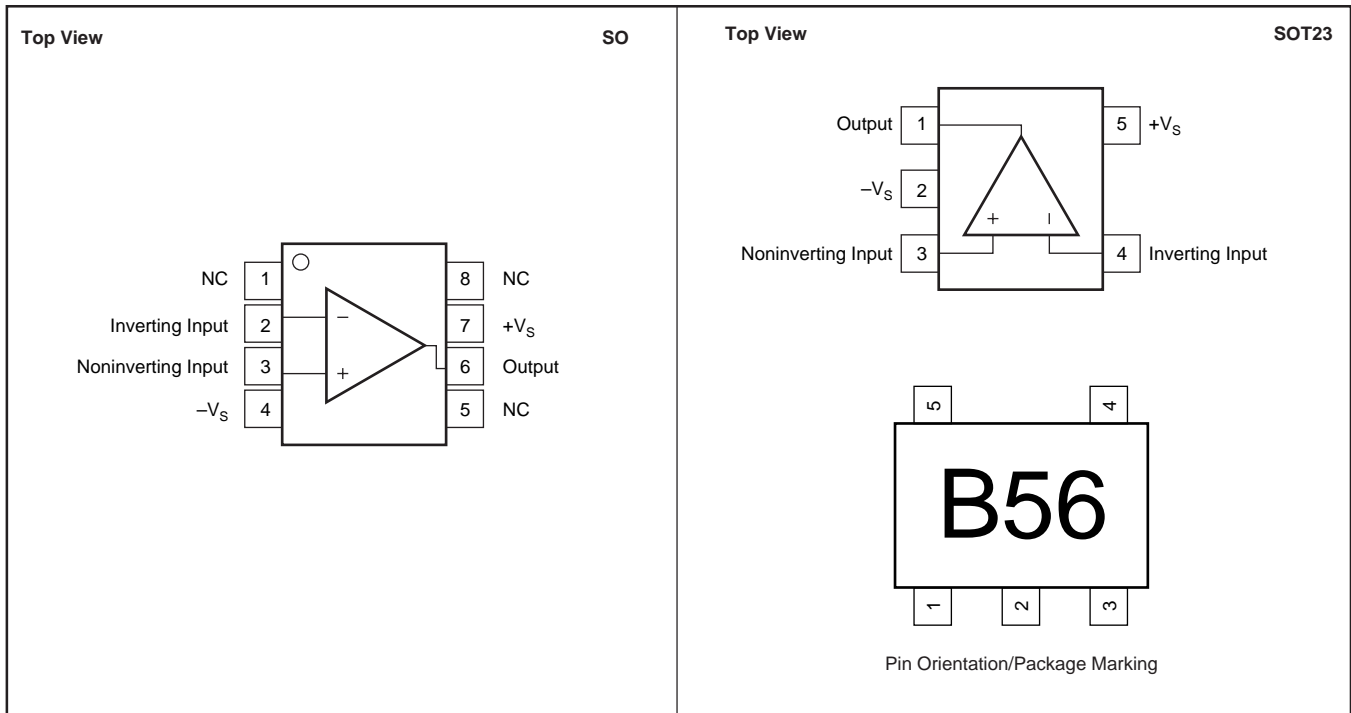 Top View SO
NC 1 8 NC
Inverting Input 2 − 7 +VS
Noninverting Input 3 + 6 Output
–VS 4 5 NC
Top View SOT23
Output 1 5 +VS
–VS 2
+ −
Noninverting Input 3 4 Inverting Input
5 4
B56
1 2 3
Pin Orientation/Package Marking